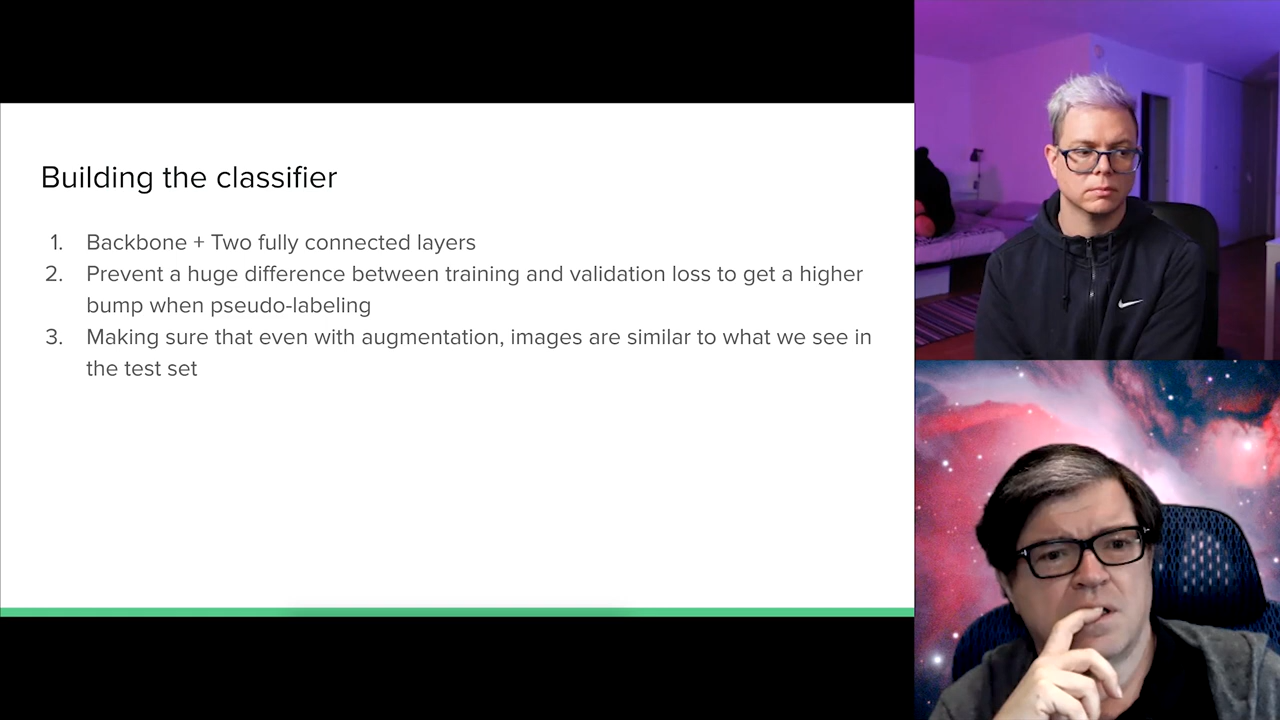 Building the classifier
1. Backbone + Two fully connected layers
2. Prevent a huge difference between training and validation loss to get a higher
bump when pseudo-labeling
3. Making sure that even with augmentation, images are similar to what we see in
the test set